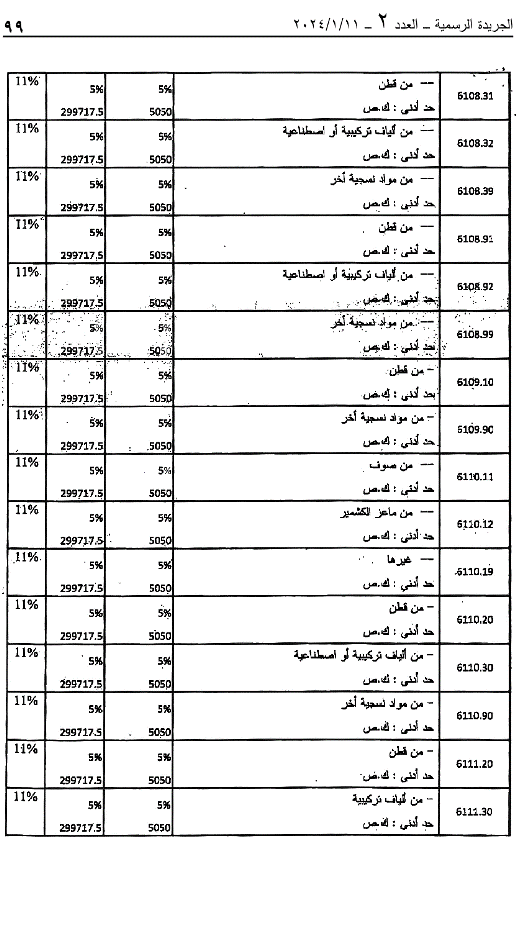 الجريدة الرسمية – العدد ٢ – ٢٠٢٤/١/١١ ٩٩
6108.31 –– من قطن 5% 5% 11%
حد أدنى : ك.ص 5050 299717.5
6108.32 –– من ألياف تركيبية أو اصطناعية 5% 5% 11%
حد أدنى : ك.ص 5050 299717.5
6108.39 –– من مواد نسجية أخر 5% 5% 11%
حد أدنى : ك.ص 5050 299717.5
6108.91 –– من قطن 5% 5% 11%
حد أدنى : ك.ص 5050 299717.5
6108.92 –– من ألياف تركيبية أو اصطناعية 5% 5% 11%
حد أدنى : ك.ص 5050 299717.5
6108.99 –– من مواد نسجية أخر 5% 5% 11%
حد أدنى : ك.ص 5050 299717.5
6109.10 – من قطن 5% 5% 11%
حد أدنى : ك.ص 5050 299717.5
6109.90 – من مواد نسجية أخر 5% 5% 11%
حد أدنى : ك.ص 5050 299717.5
6110.11 –– من صوف 5% 5% 11%
حد أدنى : ك.ص 5050 299717.5
6110.12 –– من ماعز الكشمير 5% 5% 11%
حد أدنى : ك.ص 5050 299717.5
6110.19 –– غيرها 5% 5% 11%
حد أدنى : ك.ص 5050 299717.5
6110.20 – من قطن 5% 5% 11%
حد أدنى : ك.ص 5050 299717.5
6110.30 – من ألياف تركيبية أو اصطناعية 5% 5% 11%
حد أدنى : ك.ص 5050 299717.5
6110.90 – من مواد نسجية أخر 5% 5% 11%
حد أدنى : ك.ص 5050 299717.5
6111.20 – من قطن 5% 5% 11%
حد أدنى : ك.ص 5050 299717.5
6111.30 – من ألياف تركيبية 5% 5% 11%
حد أدنى : ك.ص 5050 299717.5